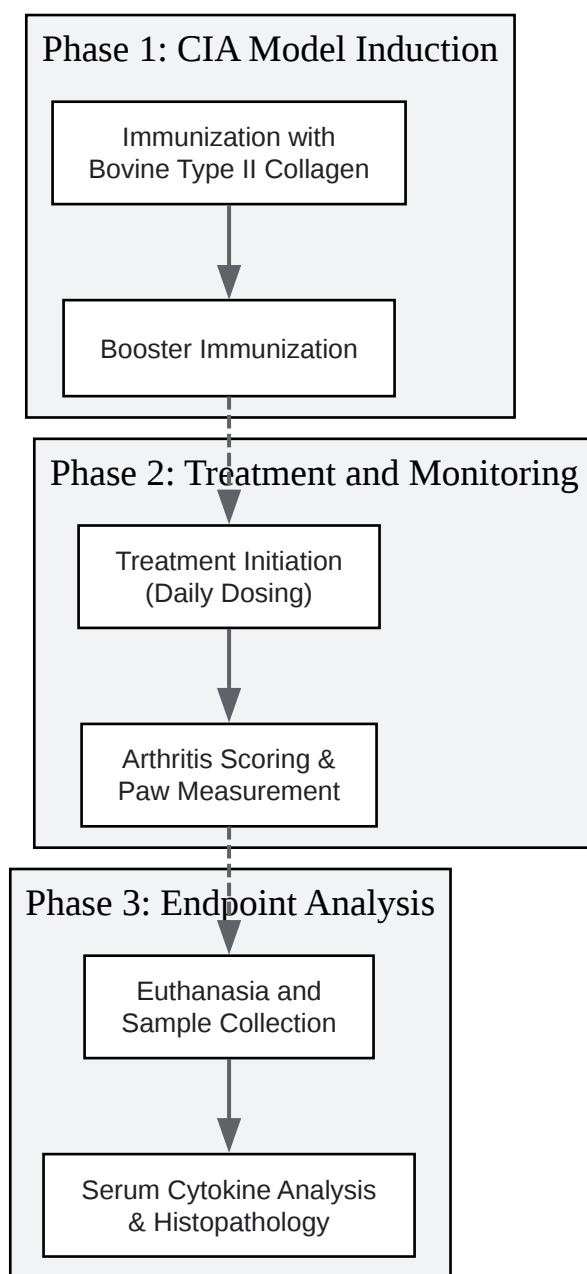 Phase 1: CIA Model Induction
Immunization with
Bovine Type II Collagen
Booster Immunization
Phase 2: Treatment and Monitoring
Treatment Initiation
(Daily Dosing)
Arthritis Scoring &
Paw Measurement
Phase 3: Endpoint Analysis
Euthanasia and
Sample Collection
Serum Cytokine Analysis
& Histopathology